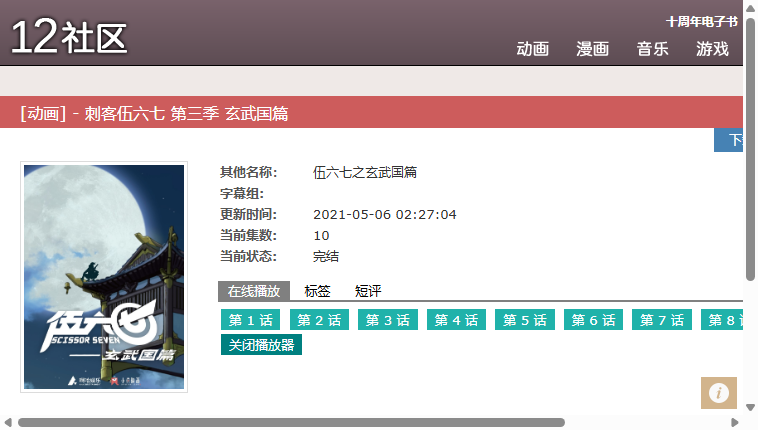 12社区
十周年电子书
动画 漫画 音乐 游戏
[动画] - 刺客伍六七 第三季 玄武国篇
下
其他名称: 伍六七之玄武国篇
字幕组:
更新时间: 2021-05-06 02:27:04
当前集数: 10
当前状态: 完结
在线播放 标签 短评
第 1 话 第 2 话 第 3 话 第 4 话 第 5 话 第 6 话 第 7 话 第 8
关闭播放器
伍六七
SCISSOR SEVEN
——玄武国篇
i